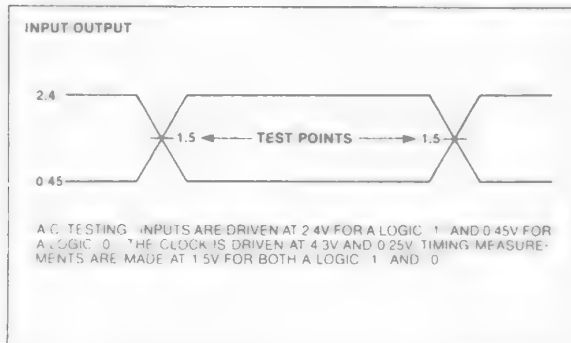 INPUT OUTPUT
2.4
1.5 TEST POINTS 1.5
0 45
A C TESTING INPUTS ARE DRIVEN AT 2 4V FOR A LOGIC 1 AND 0 45V FOR
A LOGIC 0 THE CLOCK IS DRIVEN AT 4 3V AND 0 25V TIMING MEASURE-
MENTS ARE MADE AT 1 5V FOR BOTH A LOGIC 1 AND 0